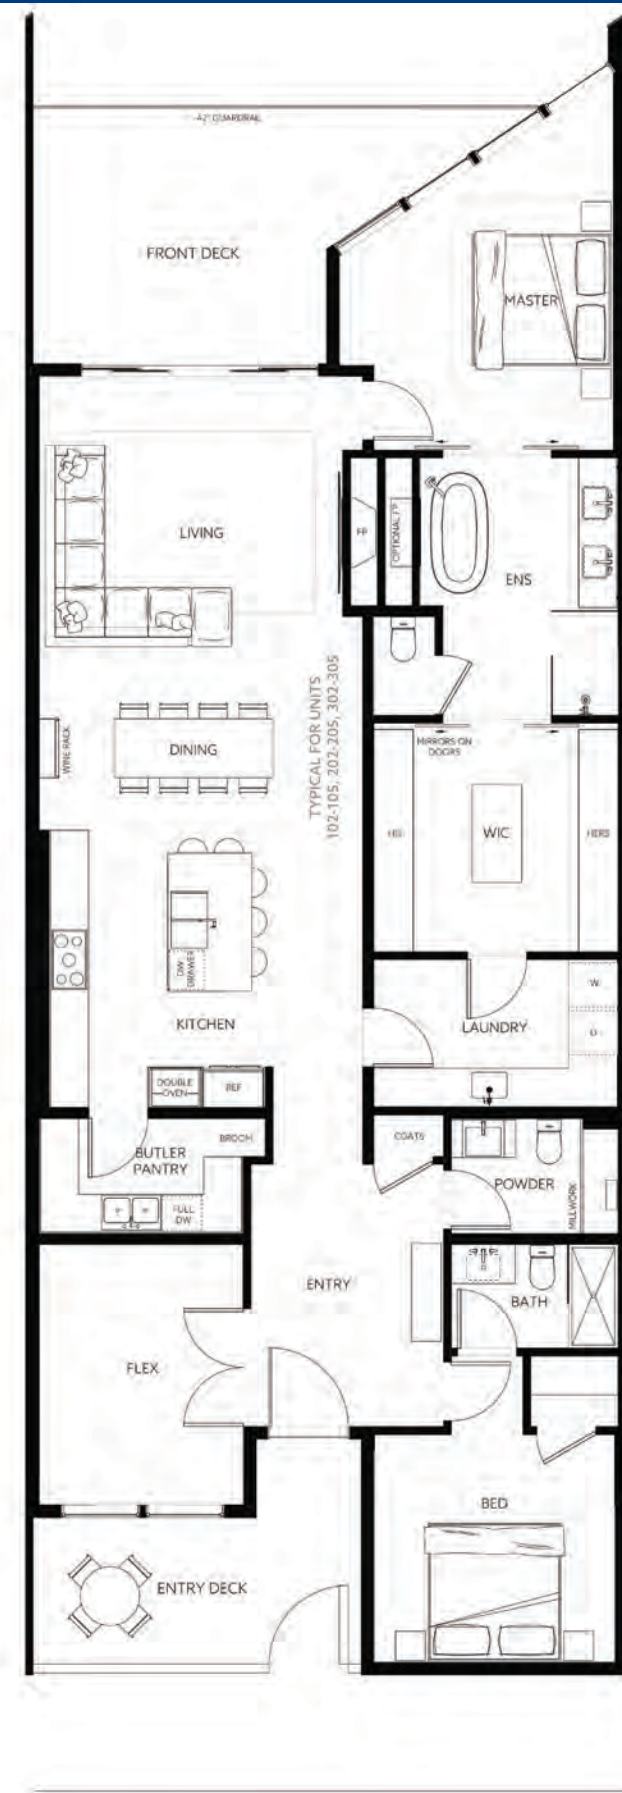 42" GUARDRAIL
FRONT DECK
MASTER
LIVING
FP
OPTIONAL FP
ENS
TYPICAL FOR UNITS
102-105, 202-205, 302-305
WINE RACK
DINING
MIRRORS ON
DOORS
HIS
WIC
HERS
DW
DRAWER
KITCHEN
LAUNDRY
W
D
DOUBLE
OVEN
REF
BROOM
BUTLER
PANTRY
FULL
DW
COATS
POWDER
MILLWORK
ENTRY
BATH
FLEX
BED
ENTRY DECK